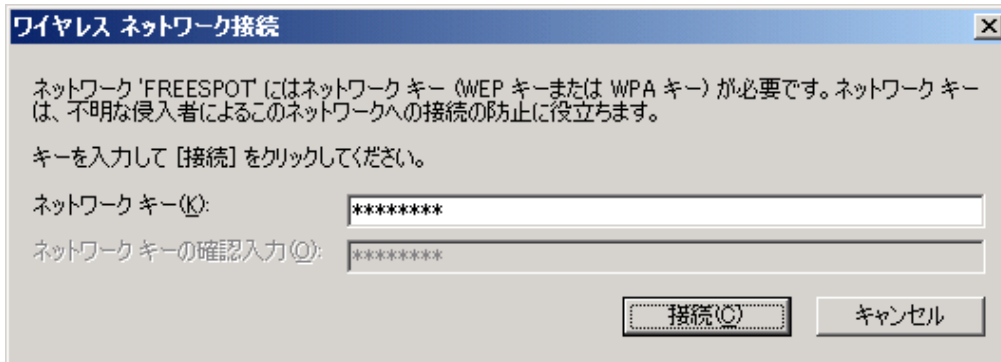 ワイヤレス ネットワーク接続
ネットワーク 'FREESPOT' にはネットワーク キー (WEP キーまたは WPA キー) が必要です。ネットワーク キー
は、不明な侵入者によるこのネットワークへの接続の防止に役立ちます。
キーを入力して [接続] をクリックしてください。
ネットワーク キー(K):
********
ネットワーク キーの確認入力(O):
********
接続(C)
キャンセル